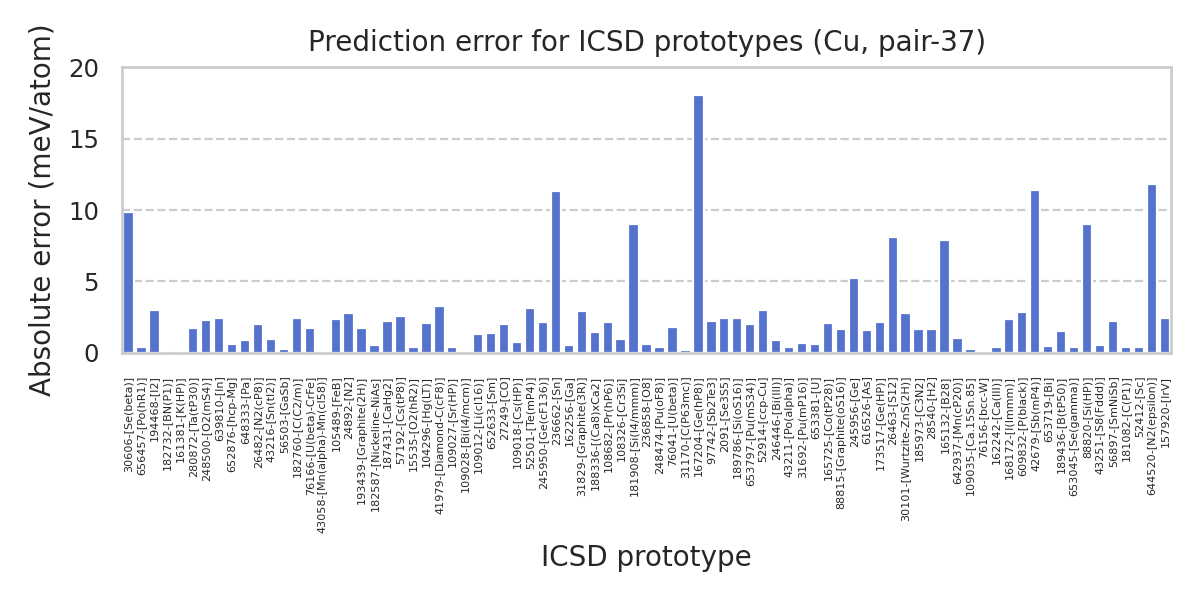 Prediction error for ICSD prototypes (Cu, pair-37)
Absolute error (meV/atom)
20
15
10
5
0
30606-[Se(beta)]
656457-[Po(hR1)]
194468-[I2]
182732-[BN(P1)]
161381-[K(HP)]
280872-[Ta(tP30)]
248500-[O2(mS4)]
639810-[In]
652876-[hcp-Mg]
648333-[Pa]
26482-[N2(cP8)]
43216-[Sn(tI2)]
56503-[GaSb]
182760-[C(C2/m)]
76166-[U(beta)-CrFe]
43058-[Mn(alpha)-Mn(cI58)]
105489-[FeB]
24892-[N2]
193439-[Graphite(2H)]
182587-[Nickeline-NiAs]
187431-[CaHg2]
57192-[Cs(tP8)]
15535-[O2(hR2)]
104296-[Hg(LT)]
41979-[Diamond-C(cF8)]
109027-[Sr(HP)]
109028-[Bi(I4/mcm)]
109012-[Li(cI16)]
652633-[Sm]
27249-[CO]
109018-[Cs(HP)]
52501-[Te(mP4)]
245950-[Ge(cF136)]
236662-[Sn]
162256-[Ga]
31829-[Graphite(3R)]
188336-[(Ca8)xCa2]
108682-[Pr(hP6)]
108326-[Cr3Si]
181908-[Si(I4/mmm)]
236858-[O8]
248474-[Pu(oF8)]
76041-[U(beta)]
31170-[C(P63mc)]
167204-[Ge(hP8)]
97742-[Sb2Te3]
2091-[Se3S5]
189786-[Si(oS16)]
653797-[Pu(mS34)]
52914-[ccp-Cu]
246446-[Bi(III)]
43211-[Po(alpha)]
31692-[Pu(mP16)]
653381-[U]
165725-[Co(tP28)]
88815-[Graphite(oS16)]
245956-[Ge]
616526-[As]
173517-[Ge(HP)]
264633-[S12]
30101-[Wurtzite-ZnS(2H)]
185973-[C3N2]
28540-[H2]
165132-[B28]
642937-[Mn(cP20)]
109035-[Ca.15Sn.85]
76156-[bcc-W]
162242-[Ca(III)]
168172-[I(Immm)]
609832-[P(black)]
42679-[Sb(mP4)]
653719-[Bi]
189436-[B(tP50)]
653045-[Se(gamma)]
88820-[Si(HP)]
43251-[S8(Fddd)]
56897-[SmNiSb]
181082-[C(P1)]
52412-[Sc]
644520-[N2(epsilon)]
157920-[IrV]
ICSD prototype